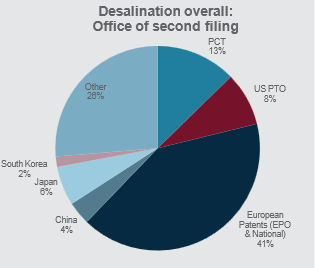 Desalination overall:
Office of second filing
PCT
13%
US PTO
8%
European
Patents (EPO
& National)
41%
China
4%
Japan
6%
South Korea
2%
Other
26%